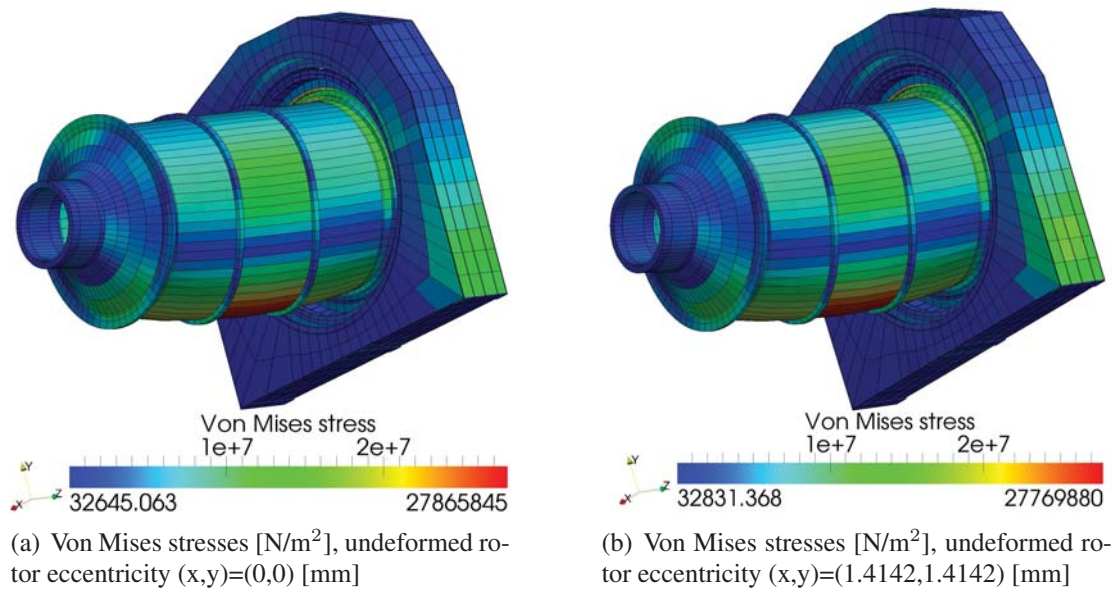 Von Mises stress
1e+7 2e+7
Y
X Z
32645.063 27865845
(a) Von Mises stresses [N/m²], undeformed ro-
tor eccentricity (x,y)=(0,0) [mm]
Von Mises stress
1e+7 2e+7
Y
X Z
32831.368 27769880
(b) Von Mises stresses [N/m²], undeformed ro-
tor eccentricity (x,y)=(1.4142,1.4142) [mm]